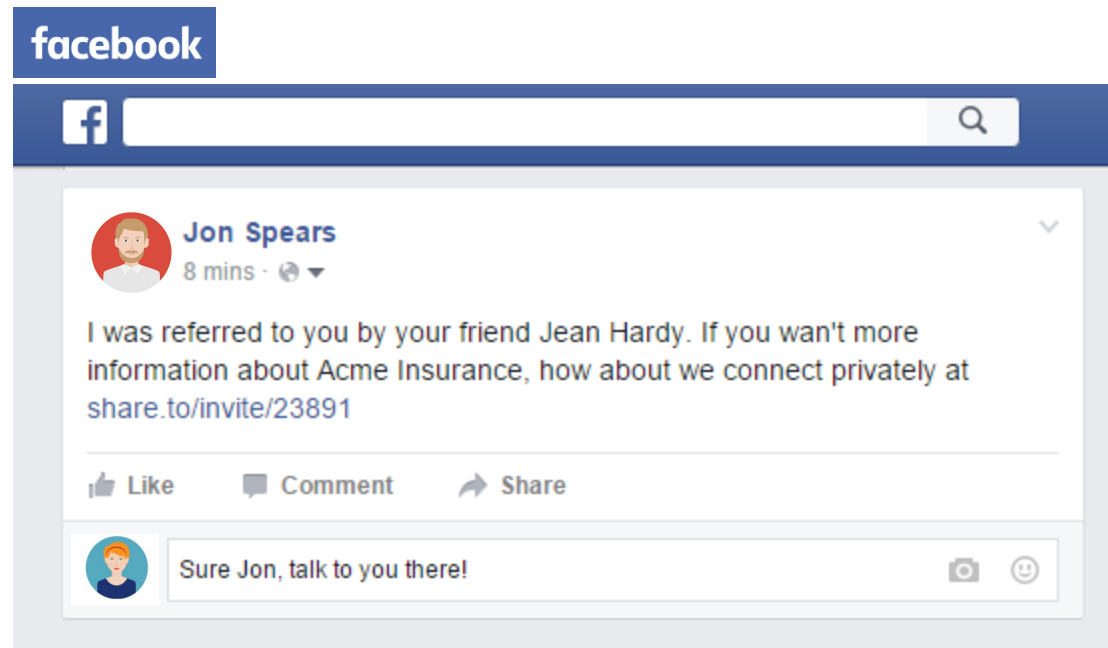 facebook
f
Jon Spears
8 mins ·
I was referred to you by your friend Jean Hardy. If you wan't more
information about Acme Insurance, how about we connect privately at
share.to/invite/23891
Like Comment Share
Sure Jon, talk to you there!